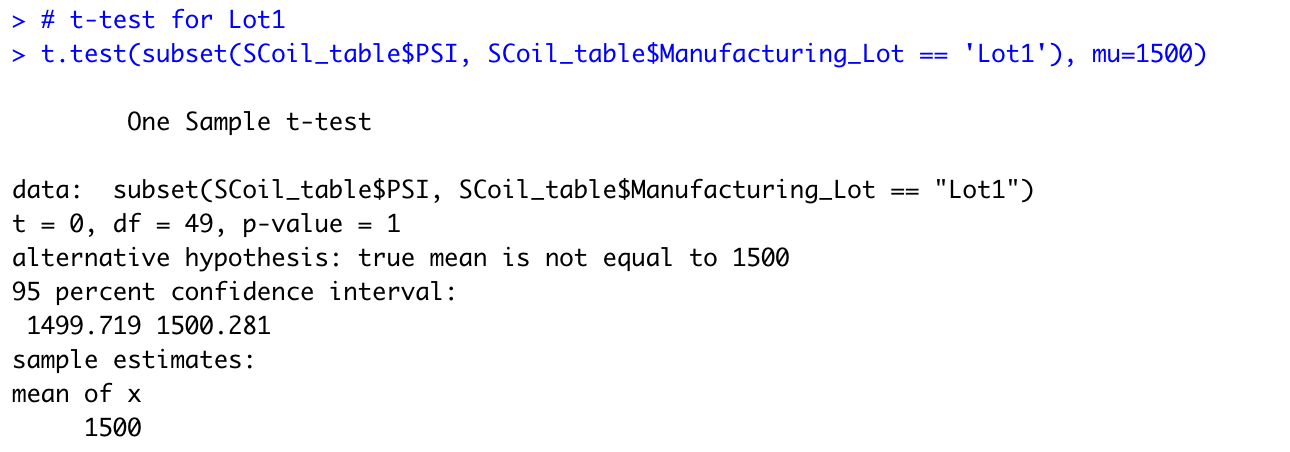 > # t-test for Lot1
> t.test(subset(SCoil_table$PSI, SCoil_table$Manufacturing_Lot == 'Lot1'), mu=1500)
One Sample t-test
data:  subset(SCoil_table$PSI, SCoil_table$Manufacturing_Lot == "Lot1")
t = 0, df = 49, p-value = 1
alternative hypothesis: true mean is not equal to 1500
95 percent confidence interval:
1499.719 1500.281
sample estimates:
mean of x
1500